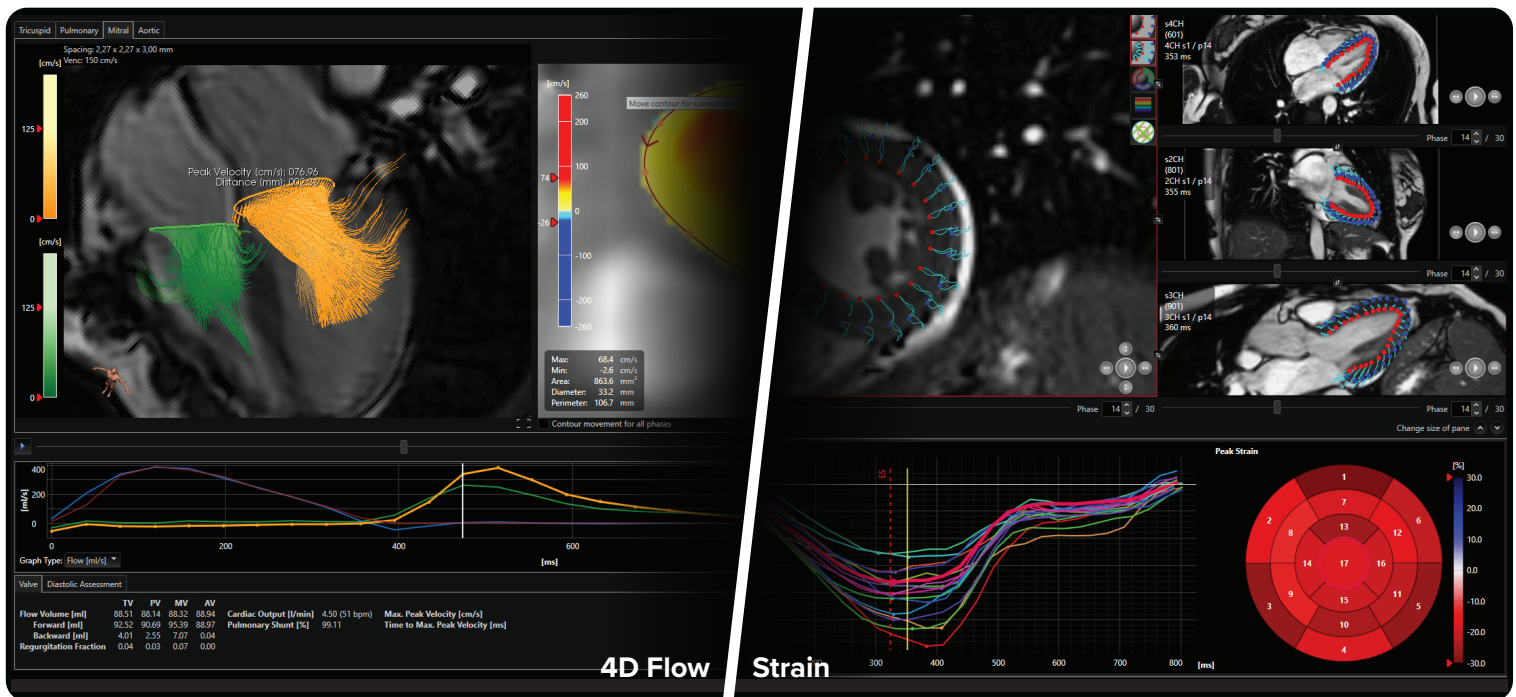 Tricuspid Pulmonary Mitral Aortic
Spacing: 2,27 x 2,27 x 3,00 mm
Venc: 150 cm/s
[cm/s]
125
0
[cm/s]
125
0
Peak Velocity (cm/s): 076,96
[cm/s]
260
200
100
74
0
-26
-100
-200
-260
Move contour for current
Max: 68.4 cm/s
Min: -2.6 cm/s
Area: 863.6 mm²
Diameter: 33.2 mm
Perimeter: 106.7 mm
Contour movement for all phases
400
200
0
[ml/s]
0 200 400 600
[ms]
Graph Type: Flow [ml/s]
Valve Diastolic Assessment
TV PV MV AV
Flow Volume [ml] 88.51 88.14 88.32 88.94 Cardiac Output [l/min] 4.50 (51 bpm) Max. Peak Velocity [cm/s]
Forward [ml] 92.52 90.69 95.39 88.97 Pulmonary Shunt [%] 99.11 Time to Max. Peak Velocity [ms]
Backward [ml] 4.01 2.55 7.07 0.04
Regurgitation Fraction 0.04 0.03 0.07 0.00
4D Flow
s4CH
(601)
4CH s1 / p14
353 ms
Phase 14 / 30
s2CH
(801)
2CH s1 / p14
355 ms
Phase 14 / 30
s3CH
(901)
3CH s1 / p14
360 ms
Phase 14 / 30
Phase 14 / 30
Change size of pane
ES
300 400 500 600 700 800 [ms]
Peak Strain
1
2
3
4
5
6
7
8
9
10
11
12
13
14
15
16
17
[%]
30.0
20.0
10.0
0.0
-10.0
-20.0
-30.0
Strain